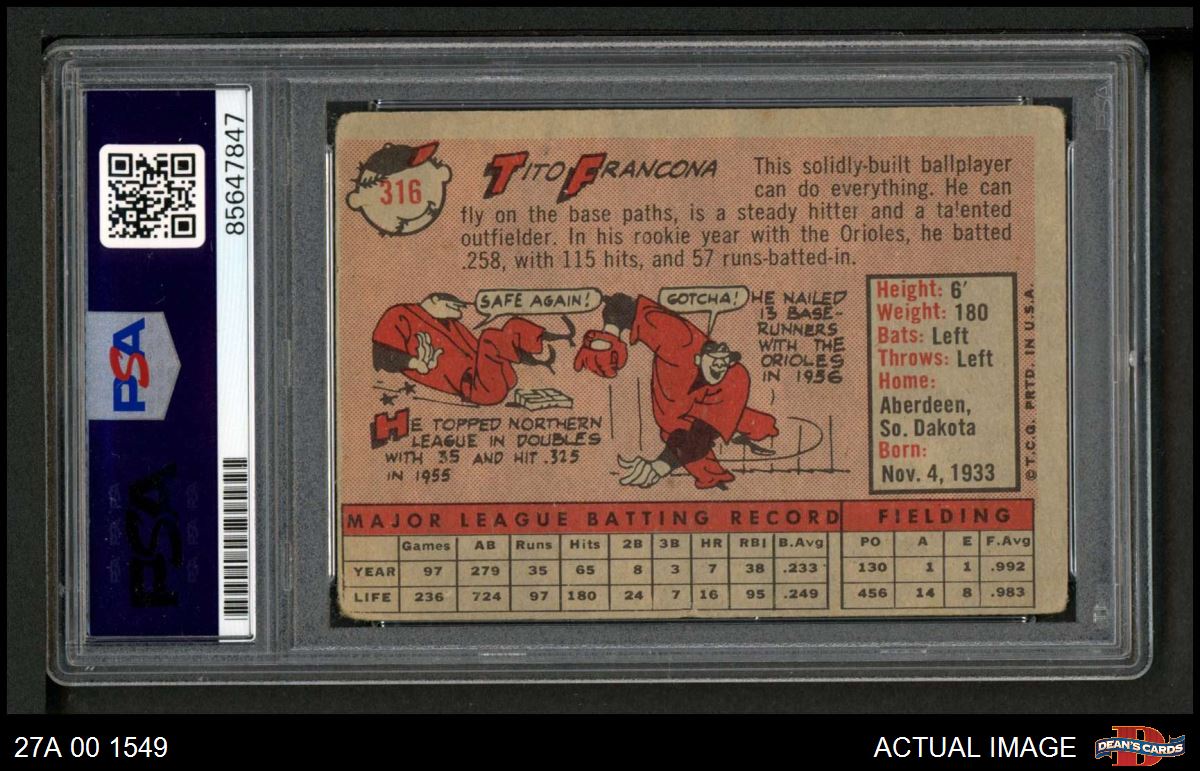 85647847
PSA
PSA
316
TITO FRANCONA
This solidly-built ballplayer
can do everything. He can
fly on the base paths, is a steady hitter and a talented
outfielder. In his rookie year with the Orioles, he batted
.258, with 115 hits, and 57 runs-batted-in.
SAFE AGAIN!
GOTCHA!
HE NAILED
13 BASE-
RUNNERS
WITH THE
ORIOLES
IN 1956
HE TOPPED NORTHERN
LEAGUE IN DOUBLES
WITH 35 AND HIT .325
IN 1955
Height: 6'
Weight: 180
Bats: Left
Throws: Left
Home:
Aberdeen,
So. Dakota
Born:
Nov. 4, 1933
©T.C.G. PRTD. IN U.S.A.
MAJOR LEAGUE BATTING RECORD FIELDING
Games AB Runs Hits 2B 3B HR RBI B.Avg PO A E F.Avg
YEAR 97 279 35 65 8 3 7 38 .233 130 1 1 .992
LIFE 236 724 97 180 24 7 16 95 .249 456 14 8 .983
27A 00 1549
ACTUAL IMAGE
DEAN'S CARDS